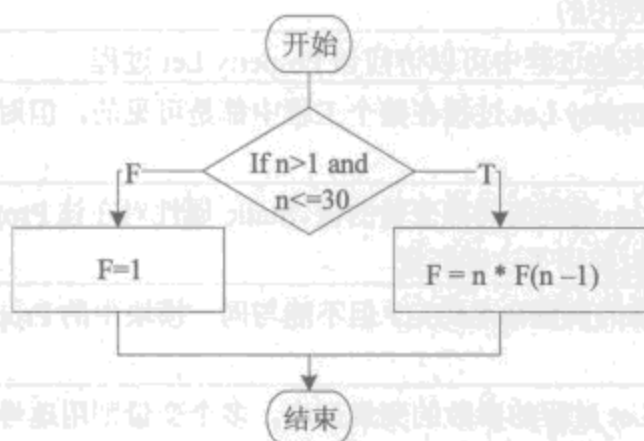 开始
If n>1 and
n<=30
F
T
F=1
F = n * F(n –1)
结束